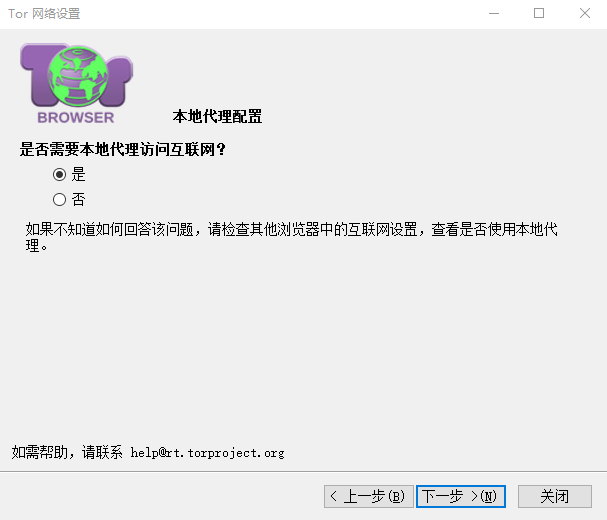 Tor 网络设置
Tor
BROWSER
本地代理配置
是否需要本地代理访问互联网？
是
否
如果不知道如何回答该问题，请检查其他浏览器中的互联网设置，查看是否使用本地代
理。
如需帮助，请联系 help@rt.torproject.org
< 上一步(B) 下一步 >(N) 关闭